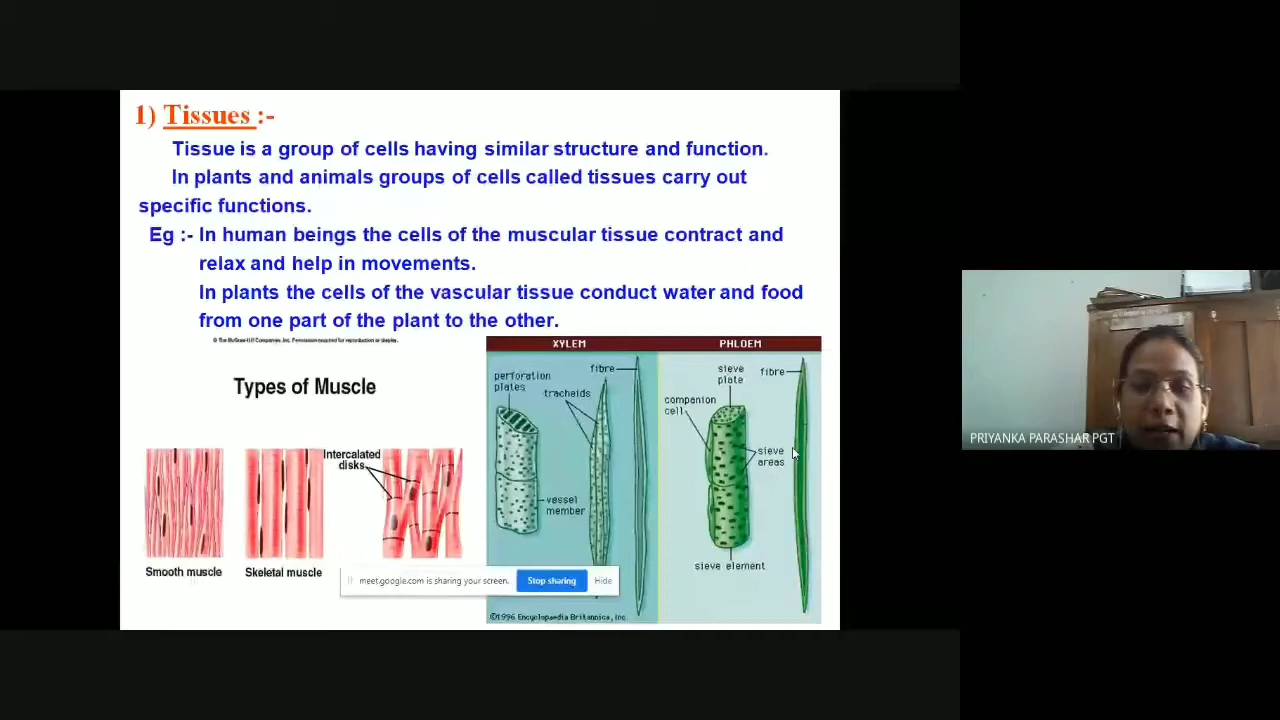 1) Tissues :-
Tissue is a group of cells having similar structure and function.
In plants and animals groups of cells called tissues carry out
specific functions.
Eg :- In human beings the cells of the muscular tissue contract and
relax and help in movements.
In plants the cells of the vascular tissue conduct water and food
from one part of the plant to the other.
© The McGraw-Hill Companies, Inc. Permission required for reproduction or display.
Types of Muscle
Intercalated
disks
Smooth muscle
Skeletal muscle
XYLEM
perforation
plates
fibre
tracheids
vessel
member
©1996 Encyclopaedia Britannica, Inc.
PHLOEM
sieve
plate
fibre
companion
cell
sieve
areas
sieve element
meet.google.com is sharing your screen.
Stop sharing
Hide
PRIYANKA PARASHAR PGT